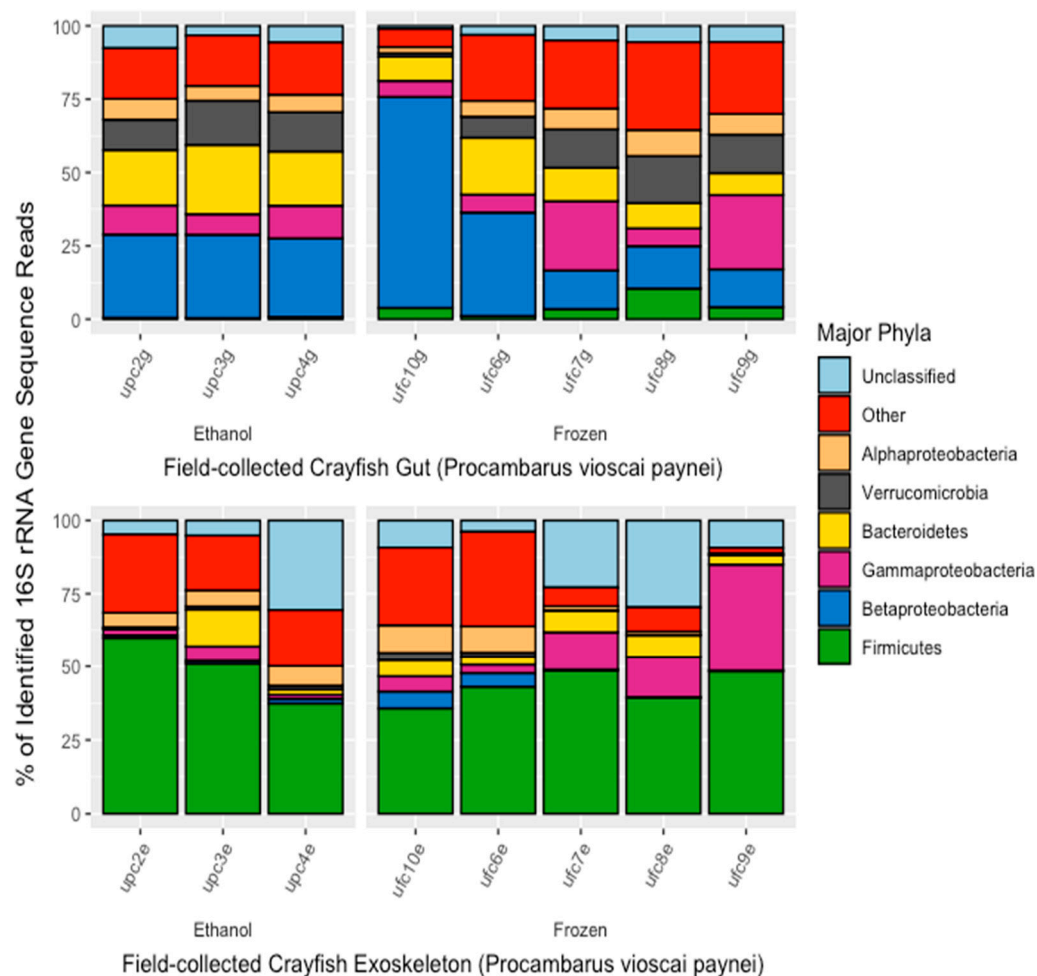 % of Identified 16S rRNA Gene Sequence Reads
100
75
50
25
0
upc2g
upc3g
upc4g
ufc10g
ufc6g
ufc7g
ufc8g
ufc9g
Ethanol
Frozen
Field-collected Crayfish Gut (Procambarus vioscai paynei)
100
75
50
25
0
upc2e
upc3e
upc4e
ufc10e
ufc6e
ufc7e
ufc8e
ufc9e
Ethanol
Frozen
Field-collected Crayfish Exoskeleton (Procambarus vioscai paynei)
Major Phyla
Unclassified
Other
Alphaproteobacteria
Verrucomicrobia
Bacteroidetes
Gammaproteobacteria
Betaproteobacteria
Firmicutes